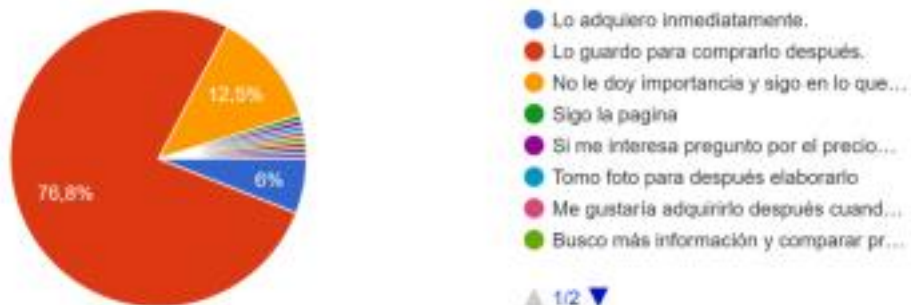 12,5%
6%
76,8%
Lo adquiero inmediatamente.
Lo guardo para comprarlo después.
No le doy importancia y sigo en lo que…
Sigo la pagina
Si me interesa pregunto por el precio…
Tomo foto para después elaborarlo
Me gustaría adquirirlo después cuand…
Busco más información y comparar pr…
1/2